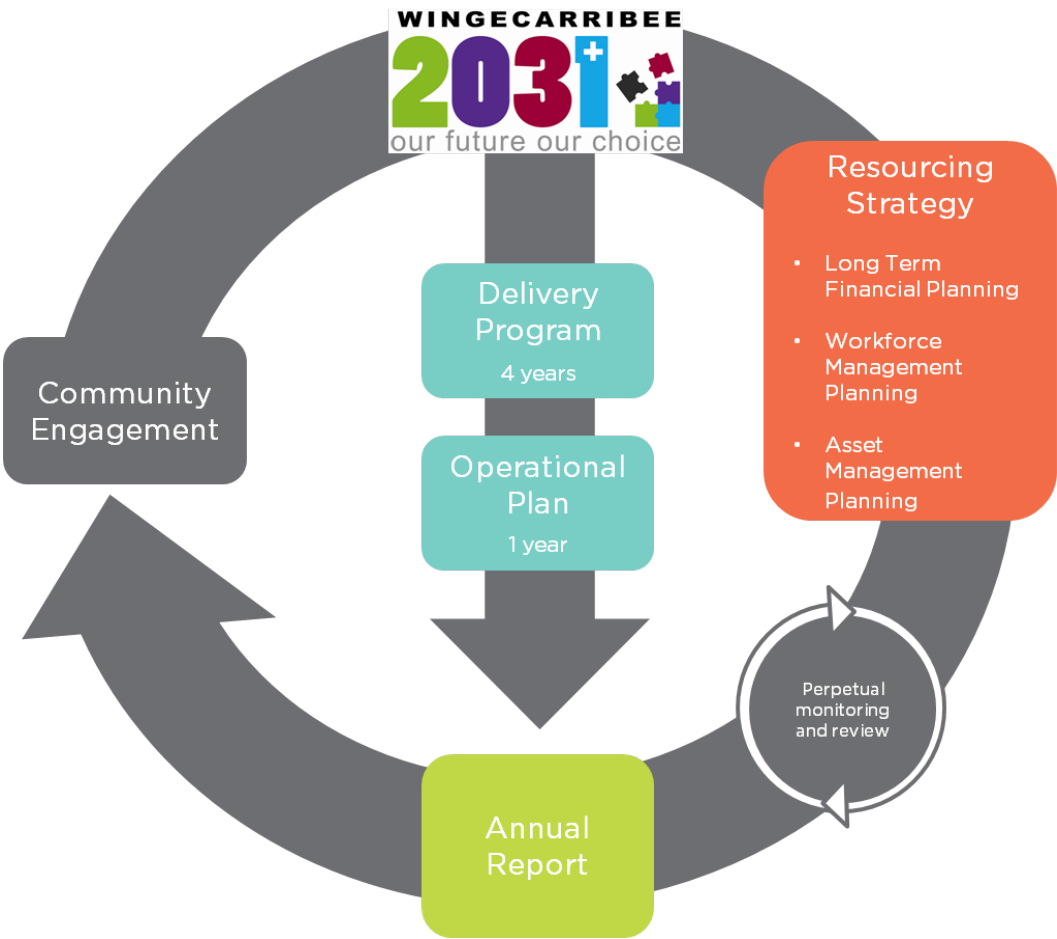 WINGECARRIBEE
2031+
our future our choice
Resourcing
Strategy
• Long Term
Financial Planning
• Workforce
Management
Planning
• Asset
Management
Planning
Delivery
Program
4 years
Community
Engagement
Operational
Plan
1 year
Perpetual
monitoring
and review
Annual
Report